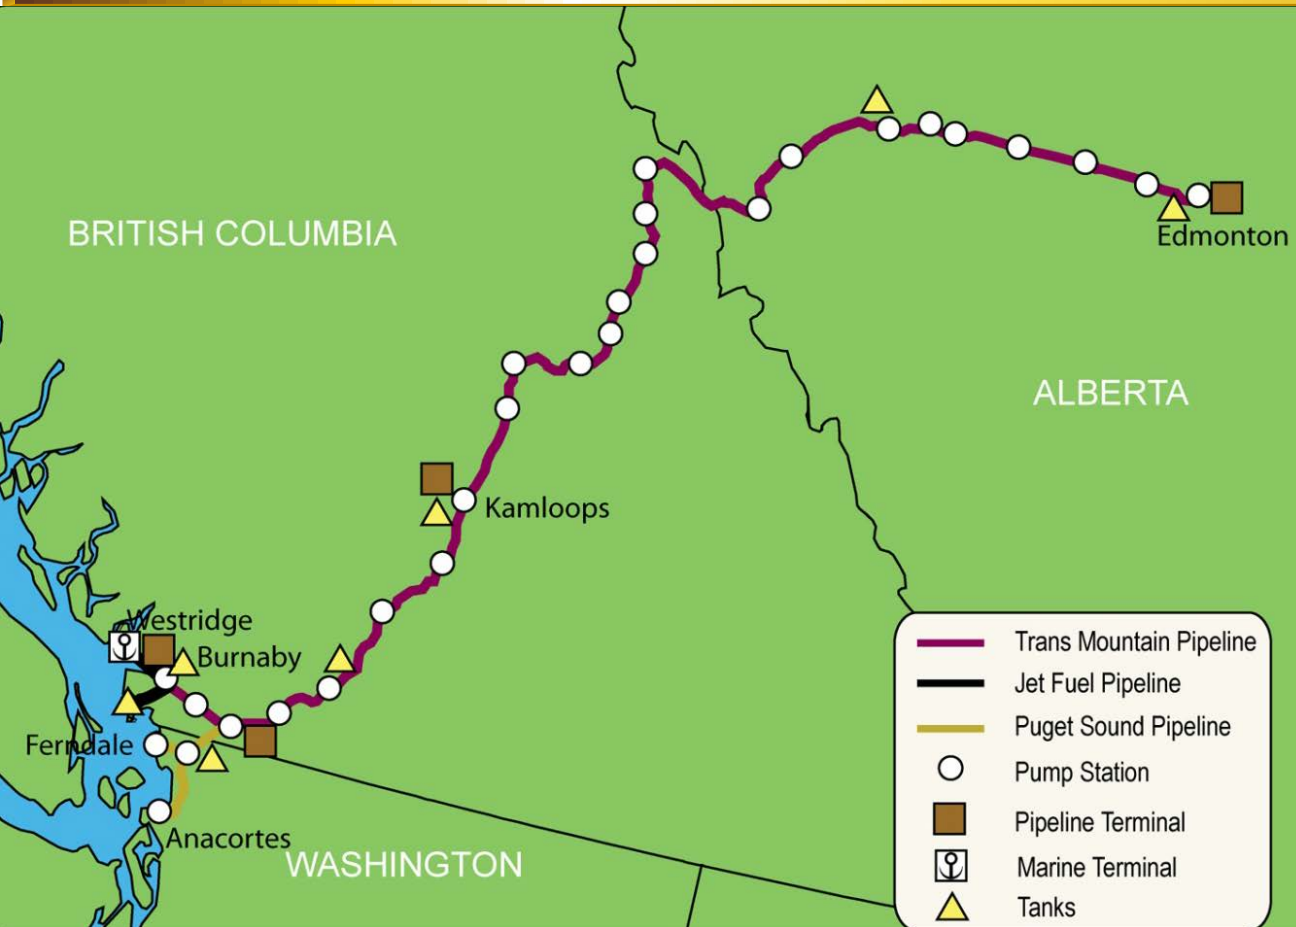 BRITISH COLUMBIA
Edmonton
ALBERTA
Kamloops
Westridge
Burnaby
Ferndale
Anacortes
WASHINGTON
Trans Mountain Pipeline
Jet Fuel Pipeline
Puget Sound Pipeline
Pump Station
Pipeline Terminal
Marine Terminal
Tanks